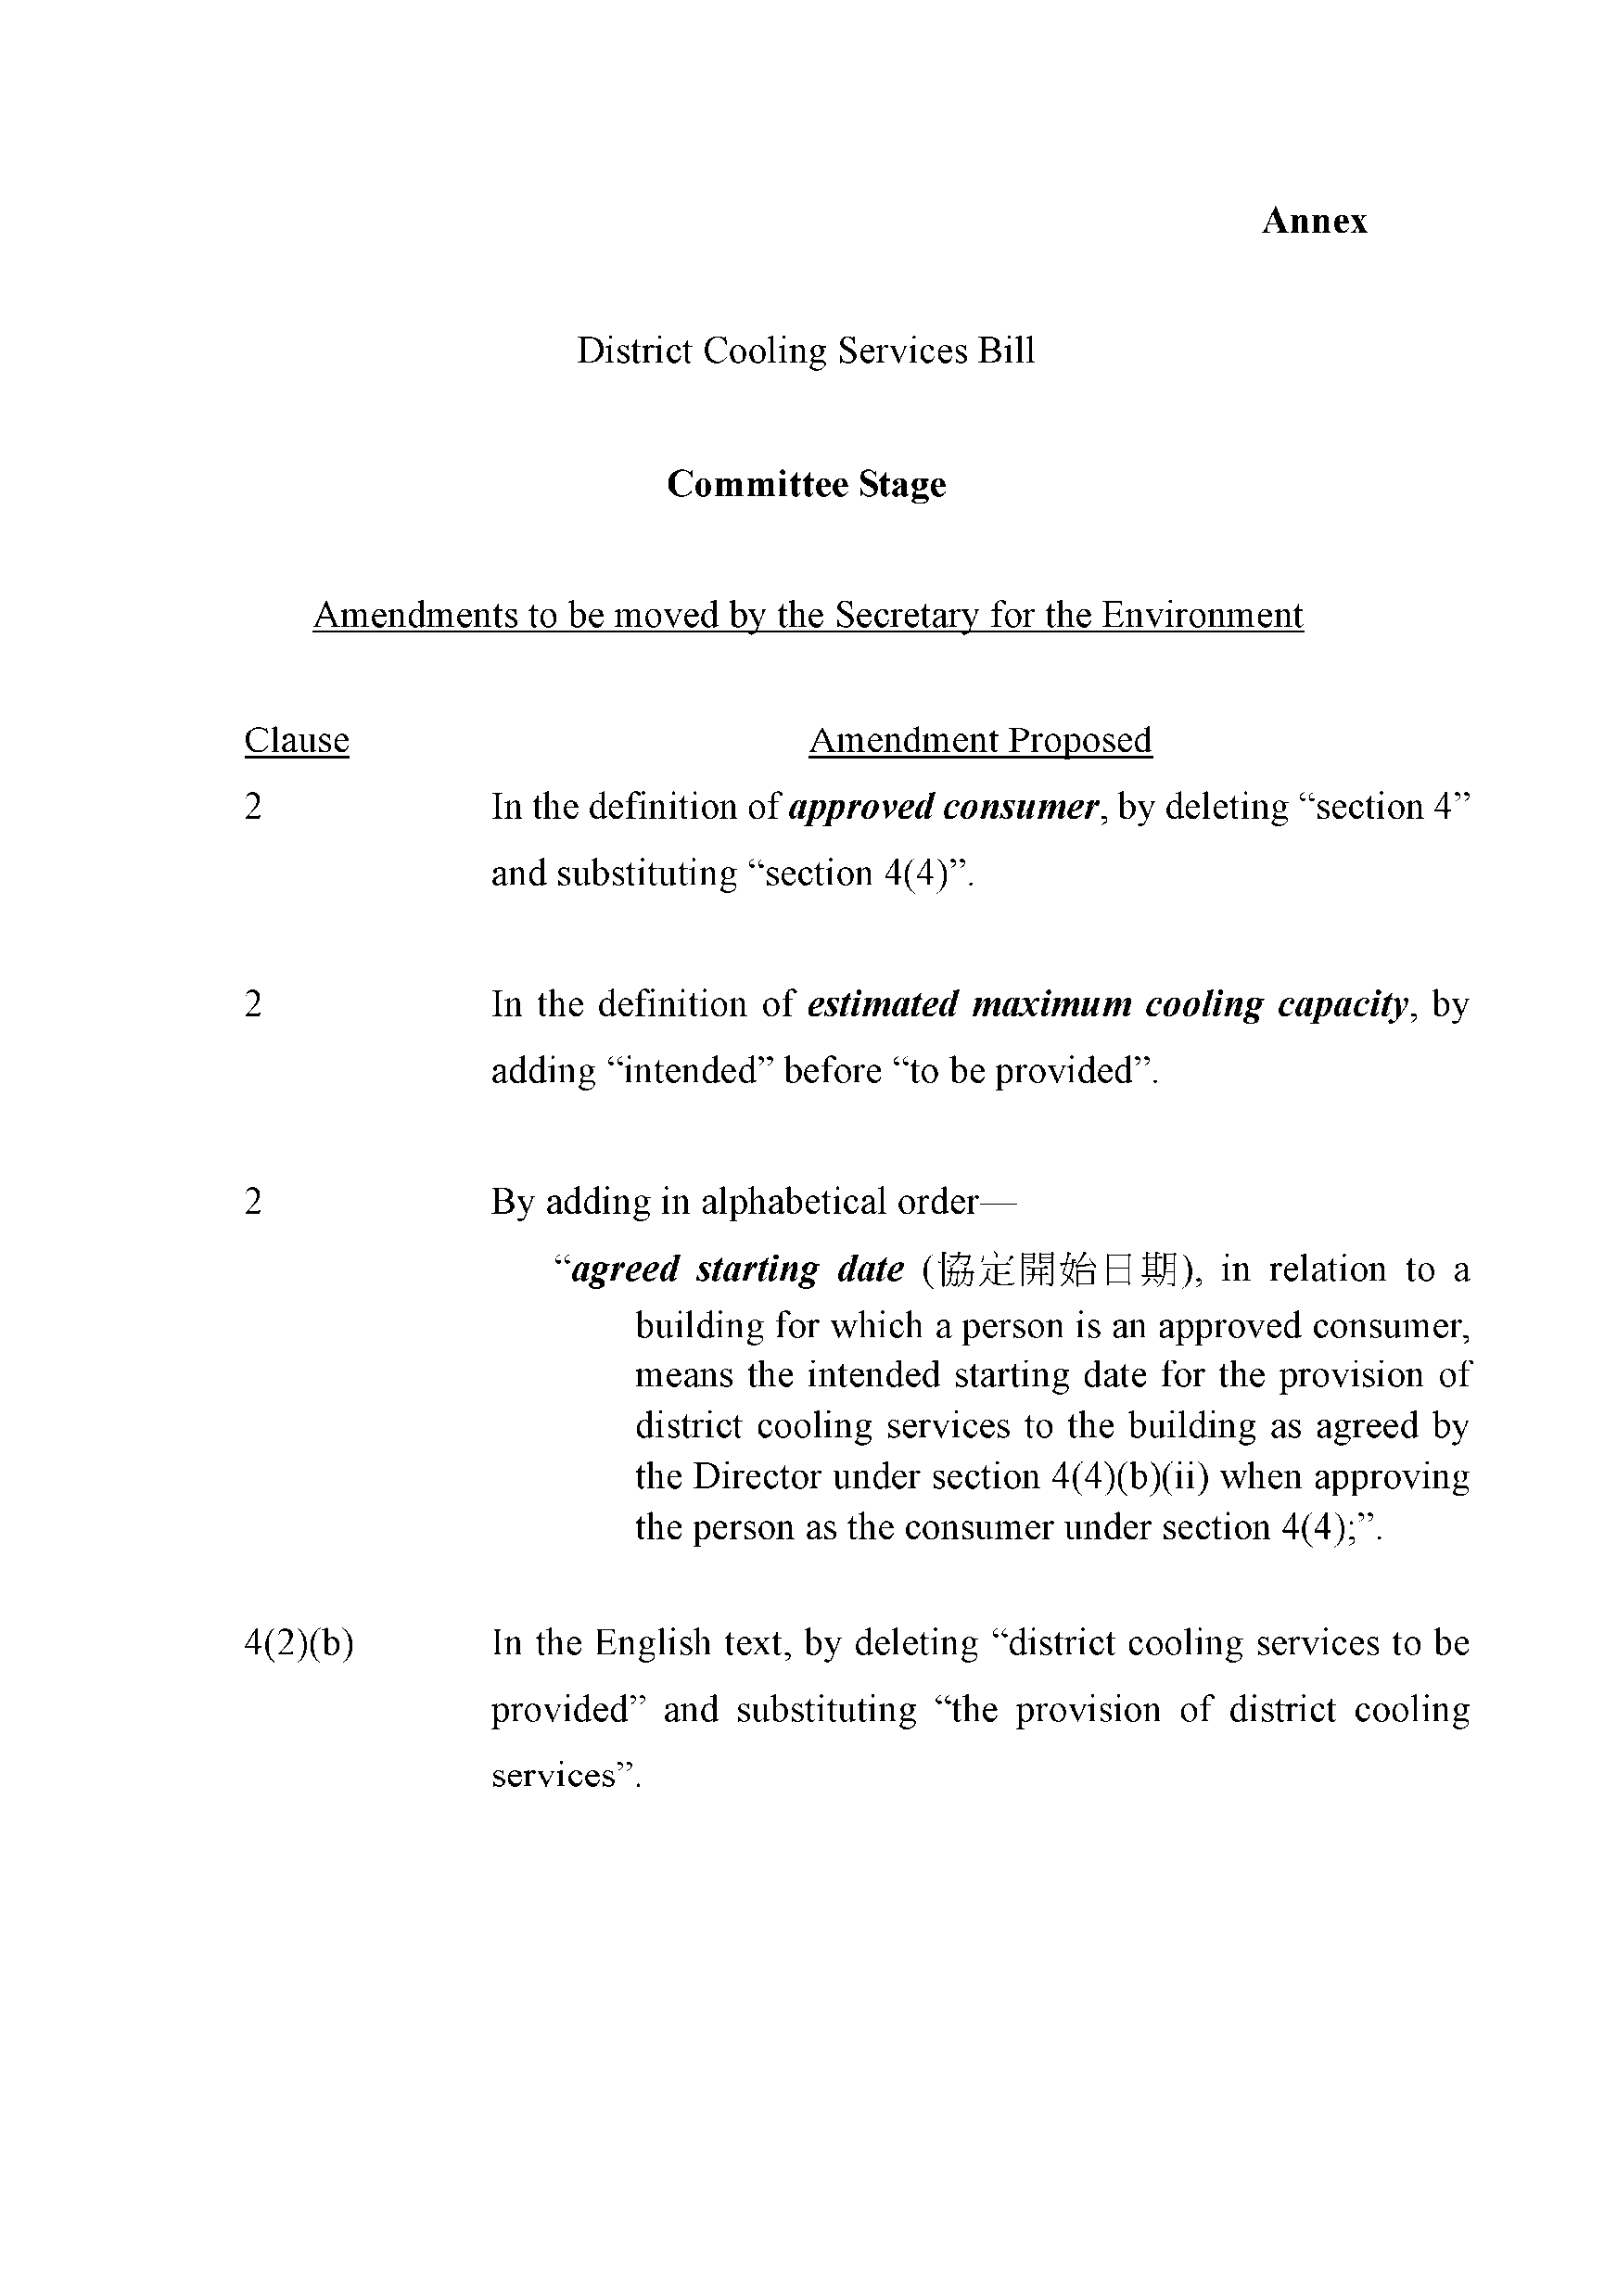 Annex
District Cooling Services Bill
Committee Stage
Amendments to be moved by the Secretary for the Environment
Clause Amendment Proposed
2 In the definition of approved consumer, by deleting “section 4”
and substituting “section 4(4)”.
2 In the definition of estimated maximum cooling capacity, by
adding “intended” before “to be provided”.
2 By adding in alphabetical order—
“agreed starting date (協定開始日期), in relation to a
building for which a person is an approved consumer,
means the intended starting date for the provision of
district cooling services to the building as agreed by
the Director under section 4(4)(b)(ii) when approving
the person as the consumer under section 4(4);”.
4(2)(b) In the English text, by deleting “district cooling services to be
provided” and substituting “the provision of district cooling
services”.